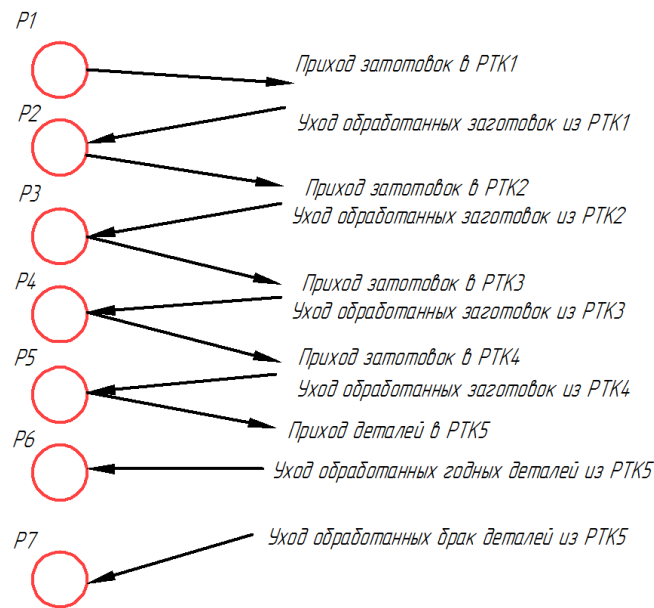 P1
Приход затотовок в РТК1
P2
Уход обработанных заготовок из РТК1
P3
Приход затотовок в РТК2
Уход обработанных заготовок из РТК2
P4
Приход затотовок в РТК3
Уход обработанных заготовок из РТК3
P5
Приход затотовок в РТК4
Уход обработанных заготовок из РТК4
P6
Приход деталей в РТК5
Уход обработанных годных деталей из РТК5
P7
Уход обработанных брак деталей из РТК5